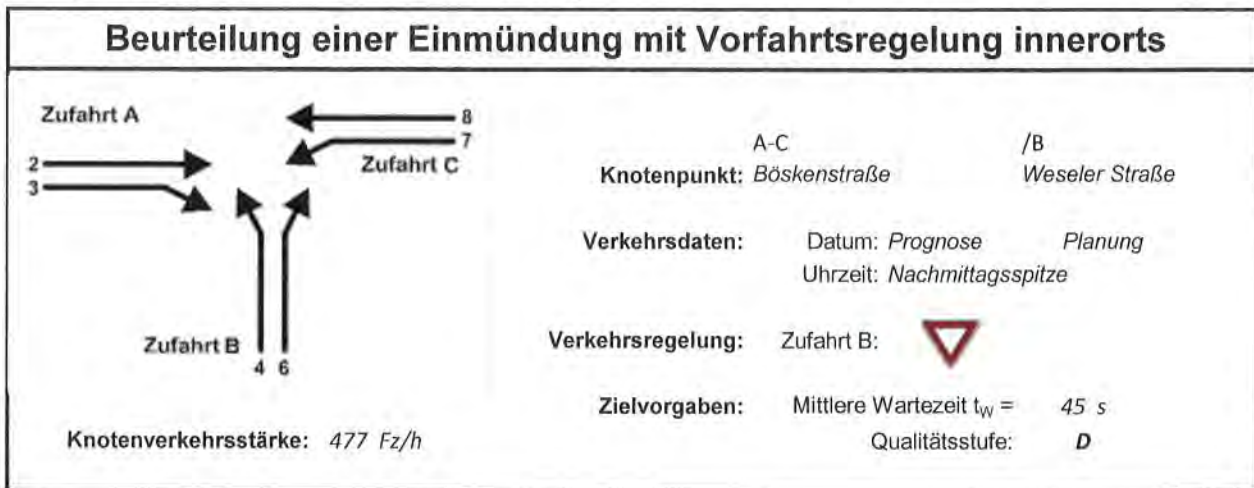 Beurteilung einer Einmündung mit Vorfahrtsregelung innerorts
Zufahrt A
8
7
2
Zufahrt C
3
Zufahrt B
4 6
Knotenverkehrsstärke: 477 Fz/h
A-C /B
Knotenpunkt: Böskenstraße Weseler Straße
Verkehrsdaten: Datum: Prognose Planung
Uhrzeit: Nachmittagsspitze
Verkehrsregelung: Zufahrt B:
Zielvorgaben: Mittlere Wartezeit tW = 45 s
Qualitätsstufe: D